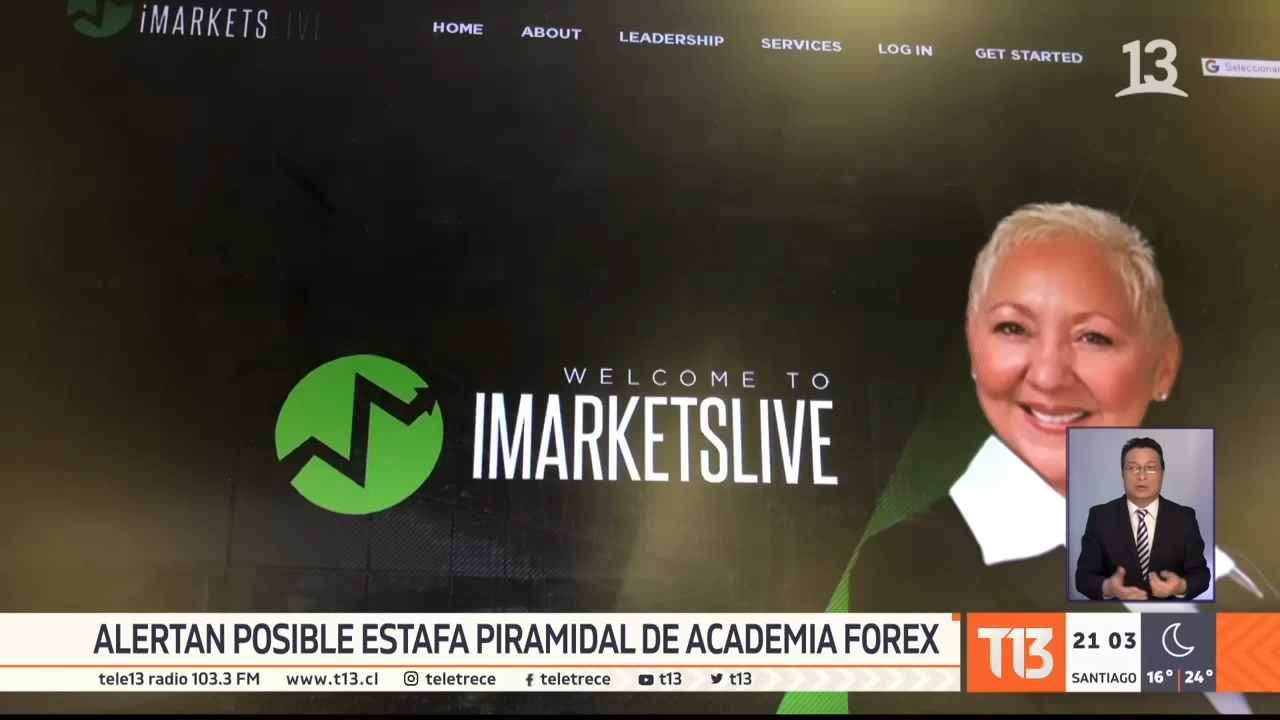 iMARKETSLIVE
HOME
ABOUT
LEADERSHIP
SERVICES
LOG IN
GET STARTED
13
G Seleccionar
WELCOME TO
IMARKETSLIVE
ALERTAN POSIBLE ESTAFA PIRAMIDAL DE ACADEMIA FOREX
tele13 radio 103.3 FM www.t13.cl teletrece teletrece t13 t13
T13
21 03
SANTIAGO
16° 24°